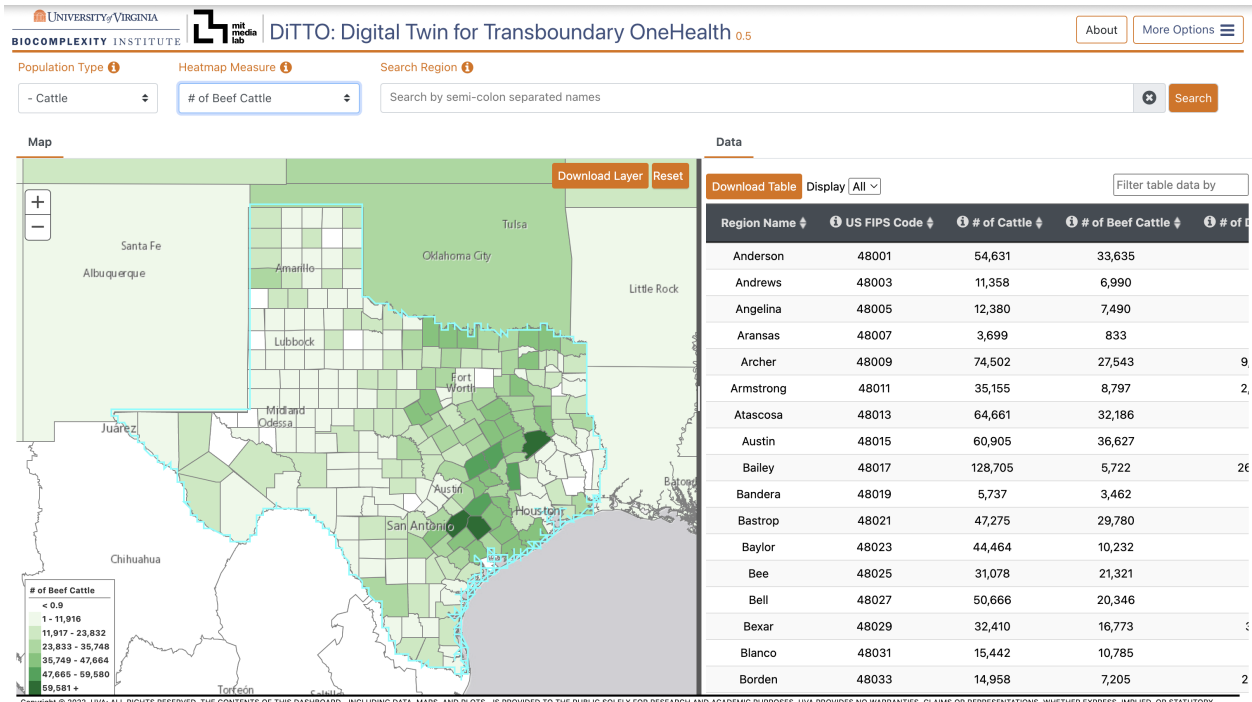 UNIVERSITY of VIRGINIA
BIOCOMPLEXITY INSTITUTE
mit media lab
DiTTO: Digital Twin for Transboundary OneHealth 0.5
About
More Options
Population Type
Heatmap Measure
Search Region
- Cattle
# of Beef Cattle
Search by semi-colon separated names
Search
Map
Data
Download Layer
Reset
+
−
Tulsa
Santa Fe
Oklahoma City
Albuquerque
Amarillo
Little Rock
Lubbock
Fort Worth
Midland
Odessa
Juárez
Austin
Baton
Houston
San Antonio
Chihuahua
Torreón
# of Beef Cattle
< 0.9
1 - 11,916
11,917 - 23,832
23,833 - 35,748
35,749 - 47,664
47,665 - 59,580
59,581 +
Download Table Display All Filter table data by
Region Name US FIPS Code # of Cattle # of Beef Cattle # of D
Anderson 48001 54,631 33,635
Andrews 48003 11,358 6,990
Angelina 48005 12,380 7,490
Aransas 48007 3,699 833
Archer 48009 74,502 27,543 9,
Armstrong 48011 35,155 8,797 2,
Atascosa 48013 64,661 32,186
Austin 48015 60,905 36,627
Bailey 48017 128,705 5,722 26
Bandera 48019 5,737 3,462
Bastrop 48021 47,275 29,780
Baylor 48023 44,464 10,232
Bee 48025 31,078 21,321
Bell 48027 50,666 20,346
Bexar 48029 32,410 16,773 3
Blanco 48031 15,442 10,785
Borden 48033 14,958 7,205 2